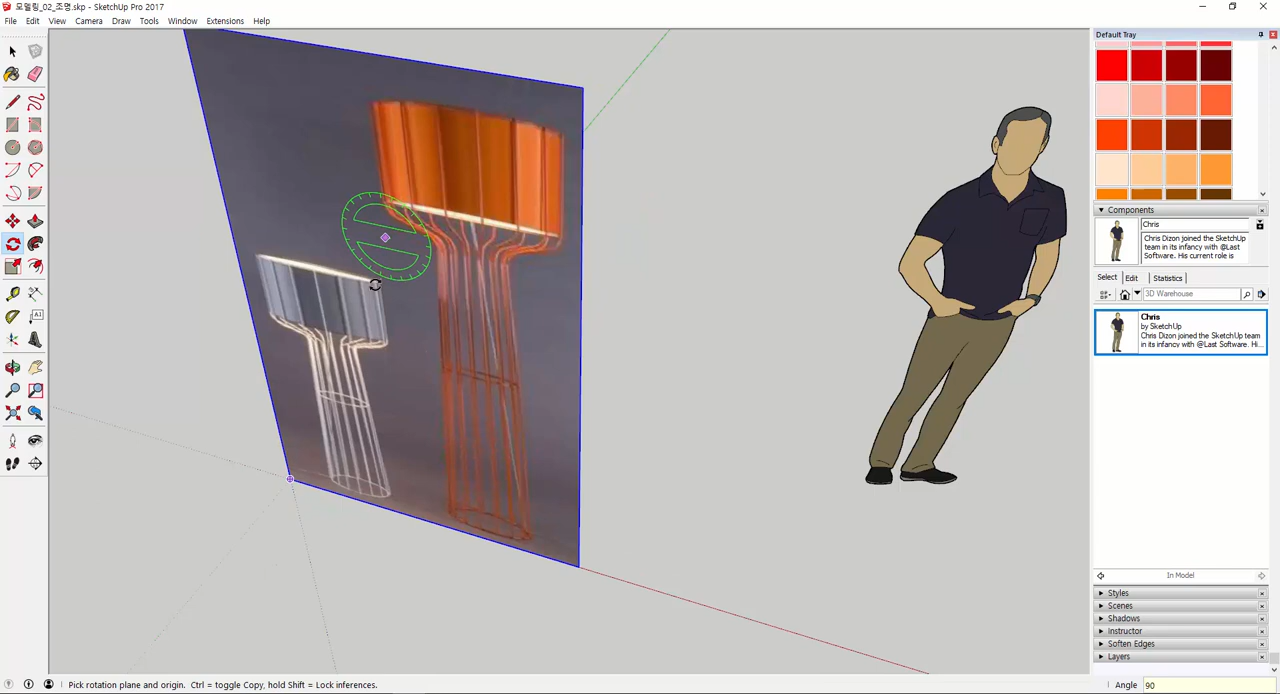 모델링_02_조명.skp - SketchUp Pro 2017
File Edit View Camera Draw Tools Window Extensions Help
Default Tray
Components
Chris
Chris Dizon joined the SketchUp
team in its infancy with @Last
Software. His current role is
Select Edit Statistics
3D Warehouse
Chris
by SketchUp
Chris Dizon joined the SketchUp team
in its infancy with @Last Software. Hi...
In Model
Styles
Scenes
Shadows
Instructor
Soften Edges
Layers
Pick rotation plane and origin. Ctrl = toggle Copy, hold Shift = Lock inferences.
Angle 90